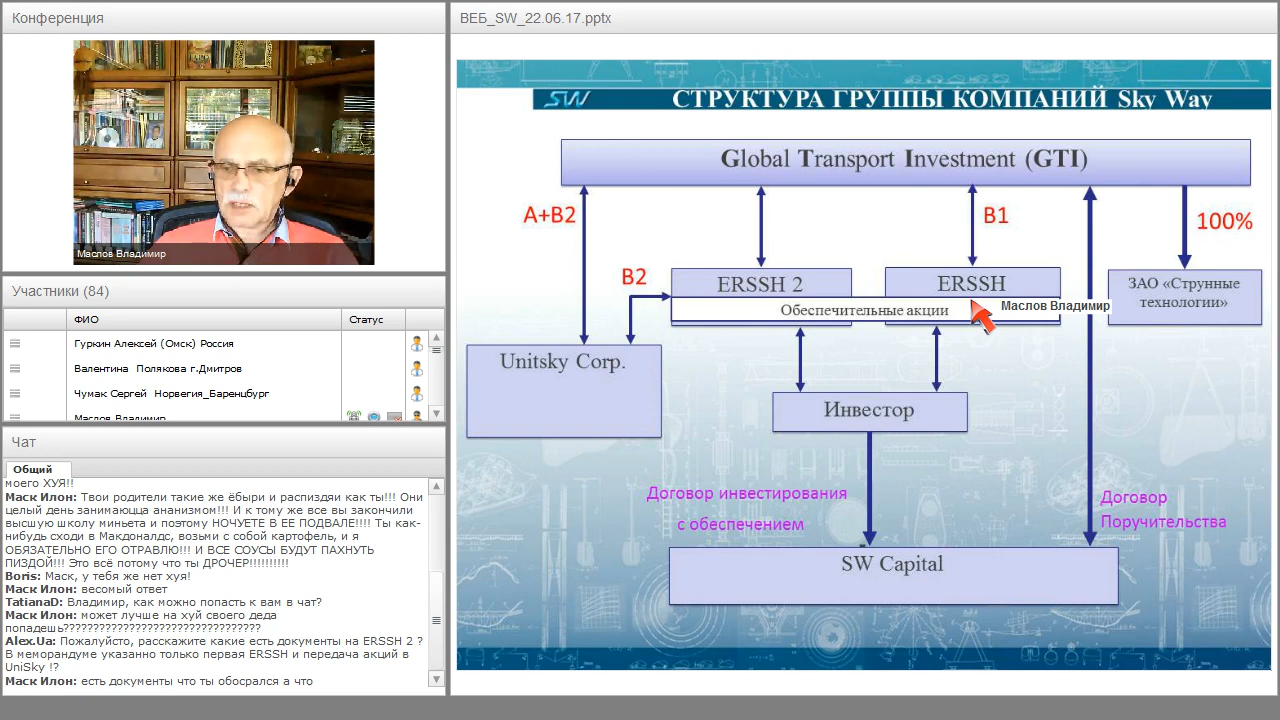 Конференция
Маслов Владимир
Участники (84)
ФИО
Статус
Гуркин Алексей (Омск) Россия
Валентина Полякова г.Дмитров
Чумак Сергей Норвегия_Баренцбург
Маслов Владимир
Чат
Общий
моего ХУЯ!!
Маск Илон: Твои родители такие же ёбыри и распиздяи как ты!!! Они
целый день занимающца ананизмом!!! И к тому же все вы закончили
высшую школу миньета и поэтому НОЧУЕТЕ В ЕЕ ПОДВАЛЕ!!!! Ты как-
нибудь сходи в Макдоналдс, возьми с собой картофель, и я
ОБЯЗАТЕЛЬНО ЕГО ОТРАВЛЮ!!! И ВСЕ СОУСЫ БУДУТ ПАХНУТЬ
ПИЗДОЙ!!! Это всё потому что ты ДРОЧЕР!!!!!!!!!!
Boris: Маск, у тебя же нет хуя!
Маск Илон: весомый ответ
TatianaD: Владимир, как можно попасть к вам в чат?
Маск Илон: может лучше на хуй своего деда
попадешь?????????????????????????????????
Alex.Ua: Пожалуйсто, расскажите какие есть документы на ERSSH 2 ?
В меморандуме указанно только первая ERSSH и передача акций в
UniSky !?
Маск Илон: есть документы что ты обосрался а что
ВЕБ_SW_22.06.17.pptx
SW
СТРУКТУРА ГРУППЫ КОМПАНИЙ Sky Way
Global Transport Investment (GTI)
A+B2
B1
100%
B2
ERSSH 2
ERSSH
ЗАО «Струнные
технологии»
Обеспечительные акции
Маслов Владимир
Unitsky Corp.
Инвестор
Договор инвестирования
с обеспечением
Договор
Поручительства
SW Capital